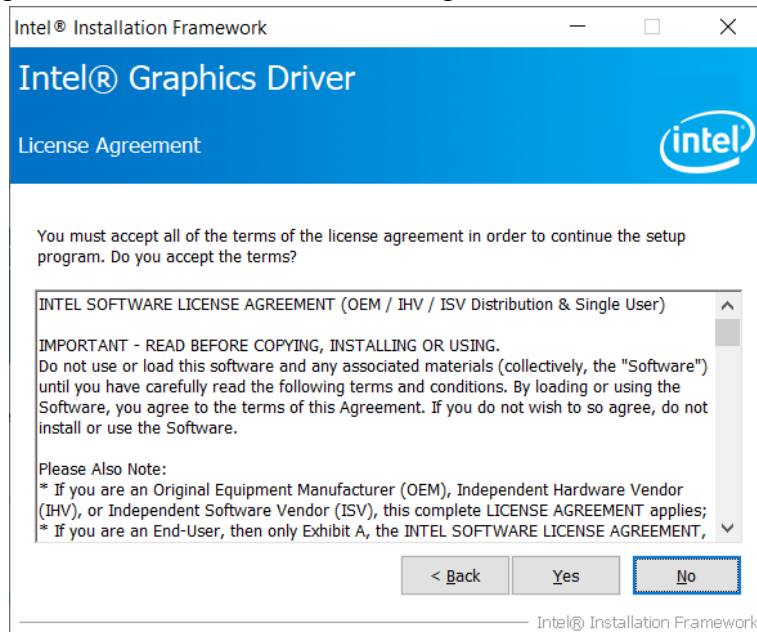 Intel® Installation Framework
Intel® Graphics Driver
License Agreement
intel
You must accept all of the terms of the license agreement in order to continue the setup
program. Do you accept the terms?
INTEL SOFTWARE LICENSE AGREEMENT (OEM / IHV / ISV Distribution & Single User)
IMPORTANT - READ BEFORE COPYING, INSTALLING OR USING.
Do not use or load this software and any associated materials (collectively, the "Software")
until you have carefully read the following terms and conditions. By loading or using the
Software, you agree to the terms of this Agreement. If you do not wish to so agree, do not
install or use the Software.
Please Also Note:
* If you are an Original Equipment Manufacturer (OEM), Independent Hardware Vendor
(IHV), or Independent Software Vendor (ISV), this complete LICENSE AGREEMENT applies;
* If you are an End-User, then only Exhibit A, the INTEL SOFTWARE LICENSE AGREEMENT,
< Back Yes No
Intel® Installation Framework